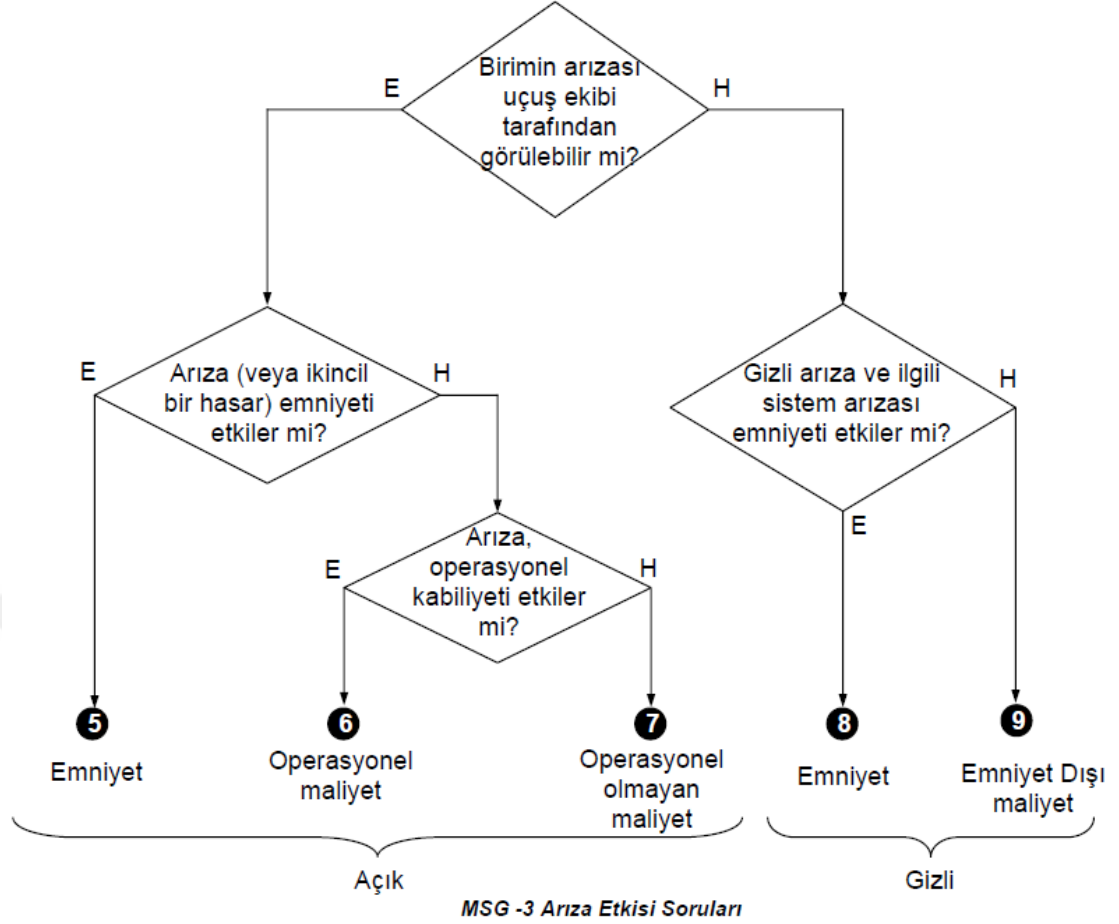 Birimin arızası
uçuş ekibi
tarafından
görülebilir mi?
E
H
Arıza (veya ikincil
bir hasar) emniyeti
etkiler mi?
E
H
Gizli arıza ve ilgili
sistem arızası
emniyeti etkiler mi?
H
E
Arıza,
operasyonel
kabiliyeti etkiler
mi?
E
H
5
Emniyet
6
Operasyonel
maliyet
7
Operasyonel
olmayan
maliyet
8
Emniyet
9
Emniyet Dışı
maliyet
Açık
Gizli
MSG -3 Arıza Etkisi Soruları